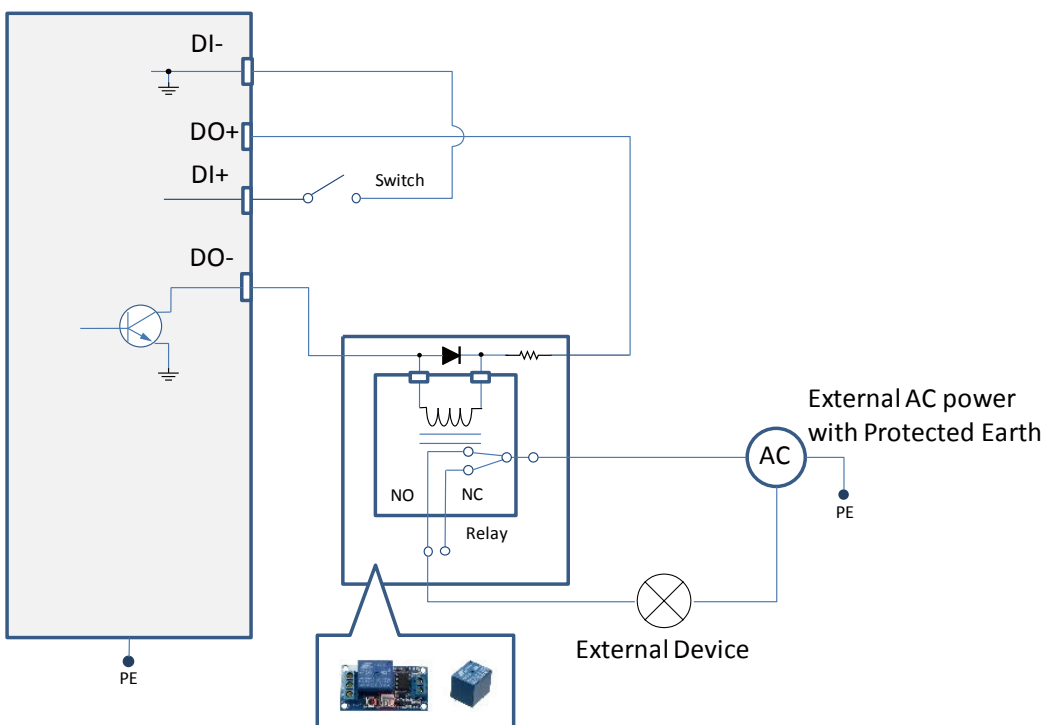 DI-
DO+
DI+
Switch
DO-
External AC power
with Protected Earth
AC
NO
NC
PE
Relay
External Device
PE